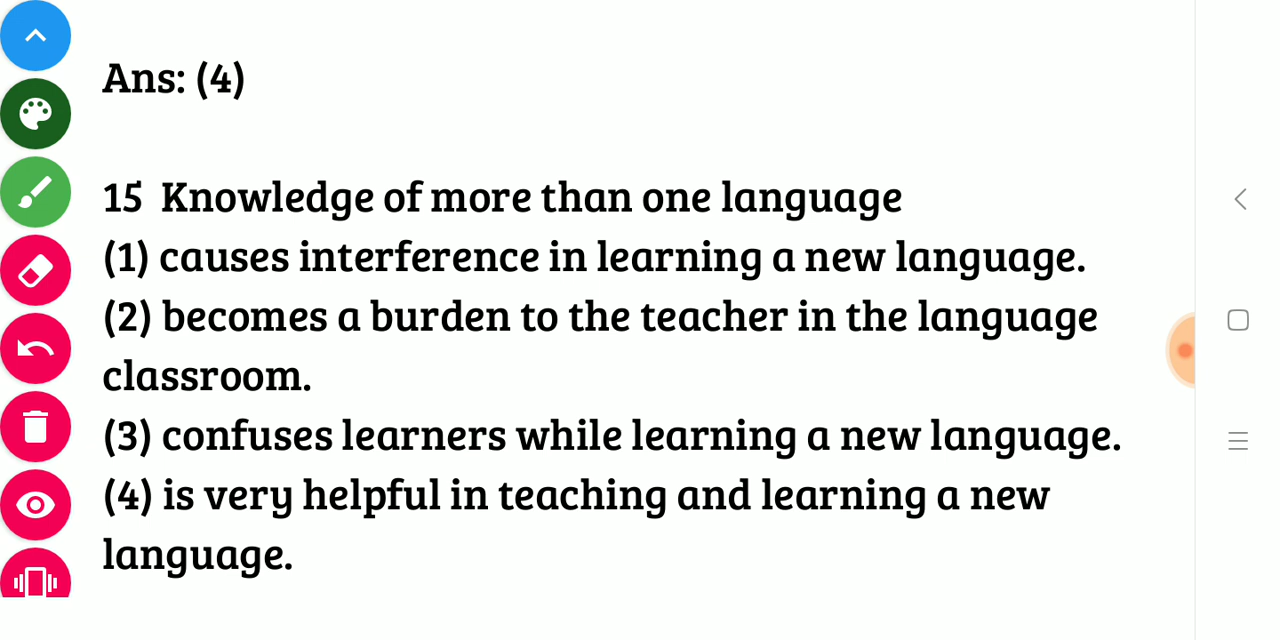 Ans: (4)
15 Knowledge of more than one language
(1) causes interference in learning a new language.
(2) becomes a burden to the teacher in the language
classroom.
(3) confuses learners while learning a new language.
(4) is very helpful in teaching and learning a new
language.